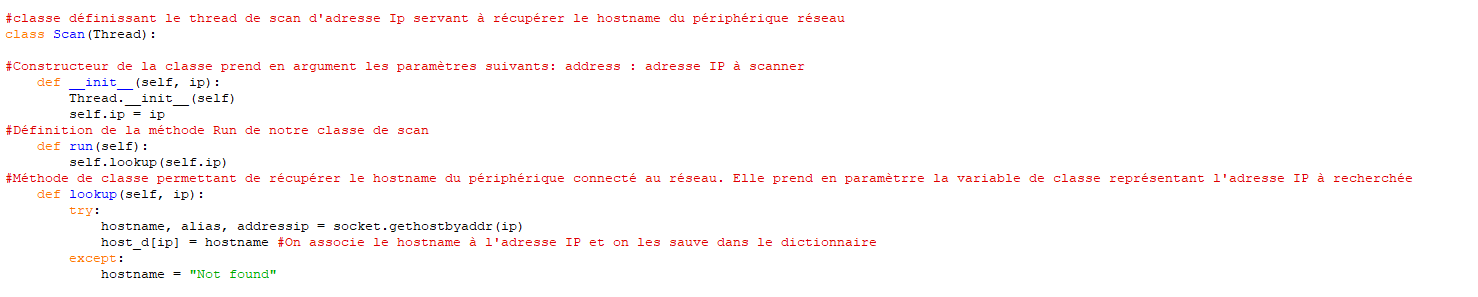 #classe définissant le thread de scan d'adresse Ip servant à récupérer le hostname du périphérique réseau
class Scan(Thread):
#Constructeur de la classe prend en argument les paramètres suivants: address : adresse IP à scanner
    def __init__(self, ip):
        Thread.__init__(self)
        self.ip = ip
#Définition de la méthode Run de notre classe de scan
    def run(self):
        self.lookup(self.ip)
#Méthode de classe permettant de récupérer le hostname du périphérique connecté au réseau. Elle prend en paramètrre la variable de classe représentant l'adresse IP à recherchée
    def lookup(self, ip):
        try:
            hostname, alias, addressip = socket.gethostbyaddr(ip)
            host_d[ip] = hostname #On associe le hostname à l'adresse IP et on les sauve dans le dictionnaire
        except:
            hostname = "Not found"